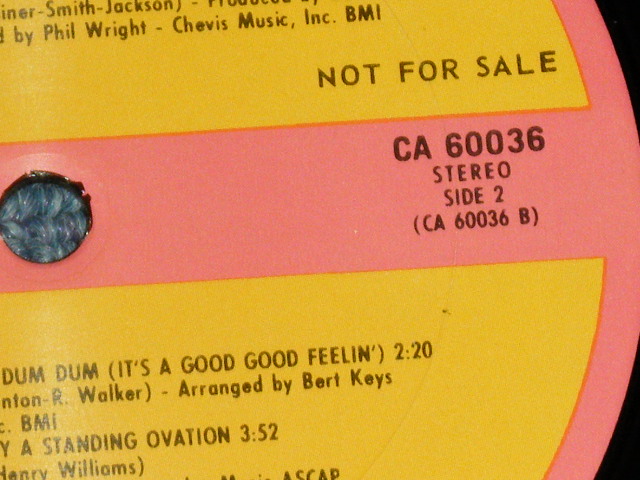 iner-Smith-Jackson) - Produced by
d by Phil Wright - Chevis Music, Inc. BMI
NOT FOR SALE
CA 60036
STEREO
SIDE 2
(CA 60036 B)
DUM DUM (IT'S A GOOD GOOD FEELIN') 2:20
nton-R. Walker) - Arranged by Bert Keys
c. BMI
Y A STANDING OVATION 3:52
Henry Williams)
Music ASCAP